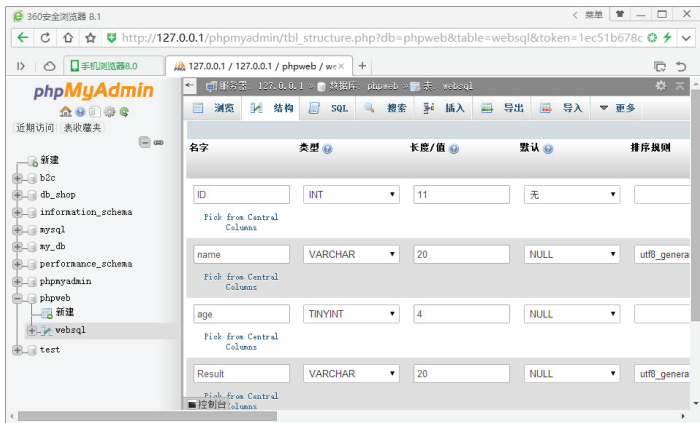 360安全浏览器 8.1
菜单
http://127.0.0.1/phpmyadmin/tbl_structure.php?db=phpweb&table=websql&token=1ec51b678c
手机浏览器8.0
127.0.0.1 / 127.0.0.1 / phpweb / we
phpMyAdmin
近期访问 表收藏夹
新建
b2c
db_shop
information_schema
mysql
my_db
performance_schema
phpmyadmin
phpweb
新建
websql
test
服务器: 127.0.0.1 » 数据库: phpweb » 表: websql
浏览 结构 SQL 搜索 插入 导出 导入 更多
名字 类型 长度/值 默认 排序规则
ID INT 11 无
Pick from Central
Columns
name VARCHAR 20 NULL utf8_genera
Pick from Central
Columns
age TINYINT 4 NULL
Pick from Central
Columns
Result VARCHAR 20 NULL utf8_genera
Pick from Central
控制台 olumns